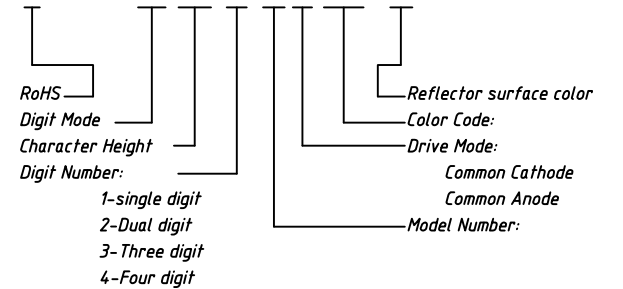 RoHS
Digit Mode
Character Height
Digit Number:
1-single digit
2-Dual digit
3-Three digit
4-Four digit
Reflector surface color
Color Code:
Drive Mode:
Common Cathode
Common Anode
Model Number: